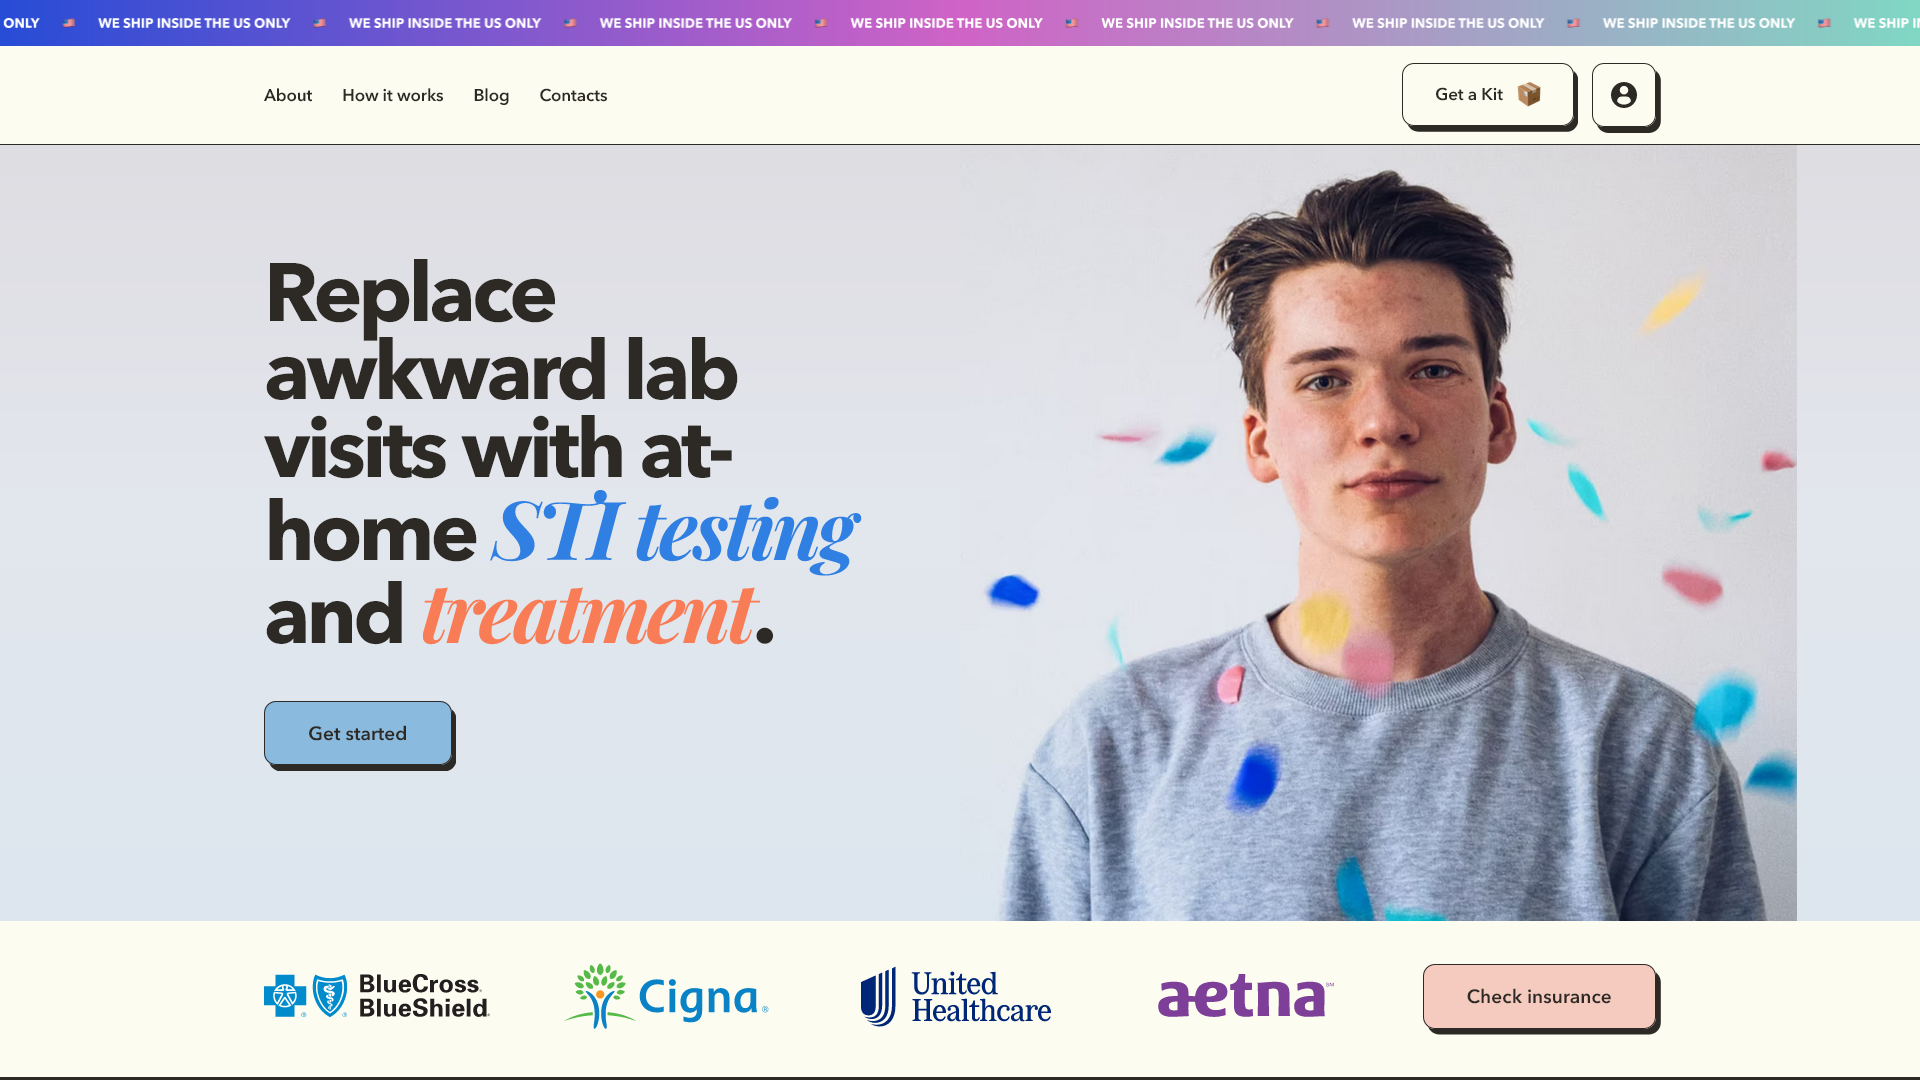 ONLY WE SHIP INSIDE THE US ONLY WE SHIP INSIDE THE US ONLY WE SHIP INSIDE THE US ONLY WE SHIP INSIDE THE US ONLY WE SHIP INSIDE THE US ONLY WE SHIP INSIDE THE US ONLY WE SHIP INSIDE THE US ONLY WE SHIP
About How it works Blog Contacts Get a Kit
Replace
awkward lab
visits with at-
home STI testing
and treatment.
Get started
BlueCross
BlueShield
Cigna
United
Healthcare
aetna
Check insurance